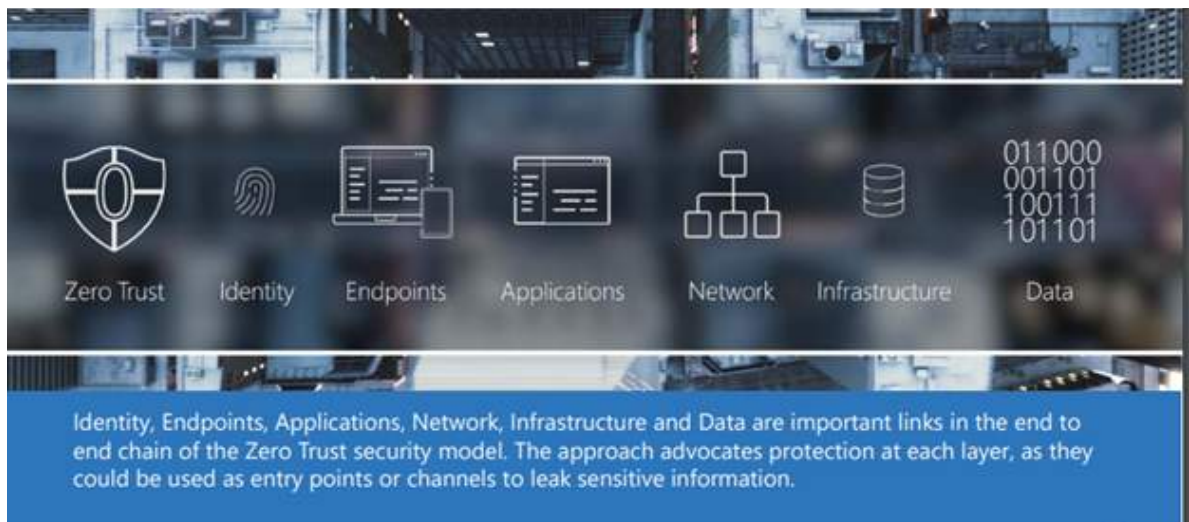 011000
001101
100111
101101
Zero Trust Identity Endpoints Applications Network Infrastructure Data
Identity, Endpoints, Applications, Network, Infrastructure and Data are important links in the end to
end chain of the Zero Trust security model. The approach advocates protection at each layer, as they
could be used as entry points or channels to leak sensitive information.